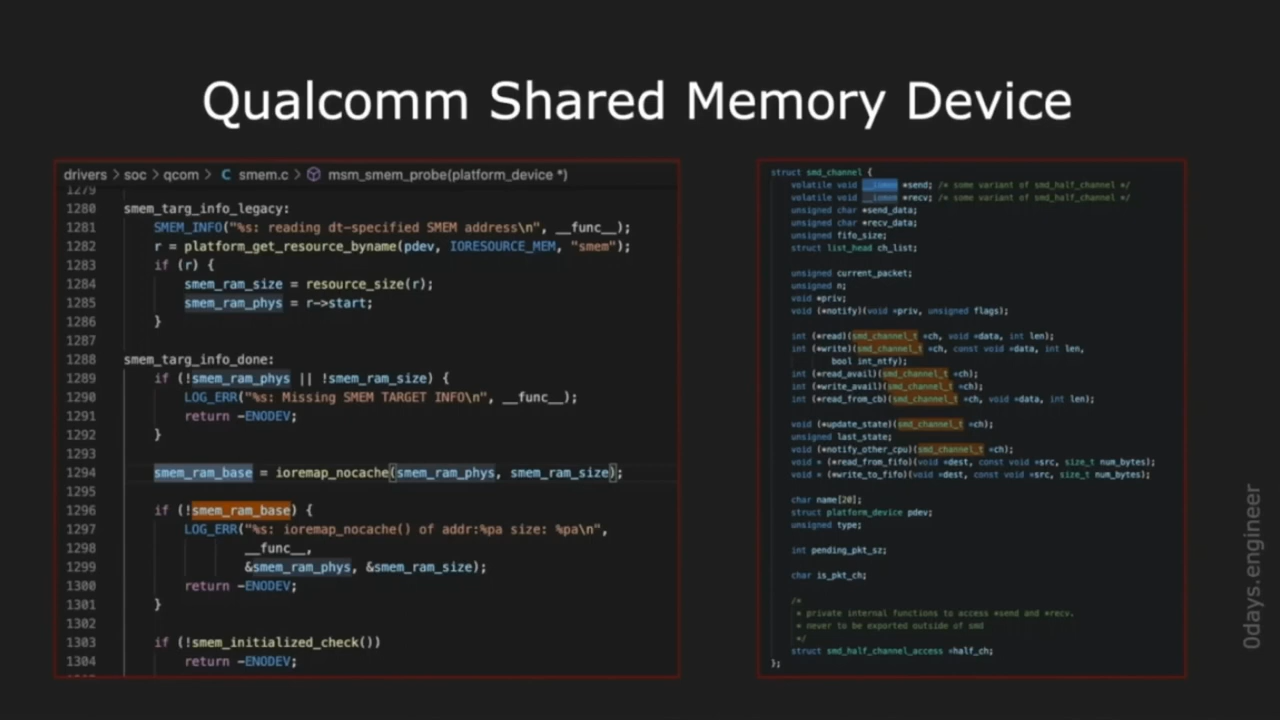 Qualcomm Shared Memory Device
drivers > soc > qcom > C smem.c > msm_smem_probe(platform_device *)
1279
1280 smem_targ_info_legacy:
1281 SMEM_INFO("%s: reading dt-specified SMEM address\n", __func__);
1282 r = platform_get_resource_byname(pdev, IORESOURCE_MEM, "smem");
1283 if (r) {
1284 smem_ram_size = resource_size(r);
1285 smem_ram_phys = r->start;
1286 }
1287
1288 smem_targ_info_done:
1289 if (!smem_ram_phys || !smem_ram_size) {
1290 LOG_ERR("%s: Missing SMEM TARGET INFO\n", __func__);
1291 return -ENODEV;
1292 }
1293
1294 smem_ram_base = ioremap_nocache(smem_ram_phys, smem_ram_size);
1295
1296 if (!smem_ram_base) {
1297 LOG_ERR("%s: ioremap_nocache() of addr:%pa size: %pa\n",
1298 __func__,
1299 &smem_ram_phys, &smem_ram_size);
1300 return -ENODEV;
1301 }
1302
1303 if (!smem_initialized_check())
1304 return -ENODEV;
struct smd_channel {
volatile void __iomem *send; /* some variant of smd_half_channel */
volatile void __iomem *recv; /* some variant of smd_half_channel */
unsigned char *send_data;
unsigned char *recv_data;
unsigned fifo_size;
struct list_head ch_list;
unsigned current_packet;
unsigned n;
void *priv;
void (*notify)(void *priv, unsigned flags);
int (*read)(smd_channel_t *ch, void *data, int len);
int (*write)(smd_channel_t *ch, const void *data, int len,
bool int_ntfy);
int (*read_avail)(smd_channel_t *ch);
int (*write_avail)(smd_channel_t *ch);
int (*read_from_cb)(smd_channel_t *ch, void *data, int len);
void (*update_state)(smd_channel_t *ch);
unsigned last_state;
void (*notify_other_cpu)(smd_channel_t *ch);
void * (*read_from_fifo)(void *dest, const void *src, size_t num_bytes);
void * (*write_to_fifo)(void *dest, const void *src, size_t num_bytes);
char name[20];
struct platform_device pdev;
unsigned type;
int pending_pkt_sz;
char is_pkt_ch;
/*
* private internal functions to access *send and *recv.
* never to be exported outside of smd
*/
struct smd_half_channel_access *half_ch;
};
0days.engineer